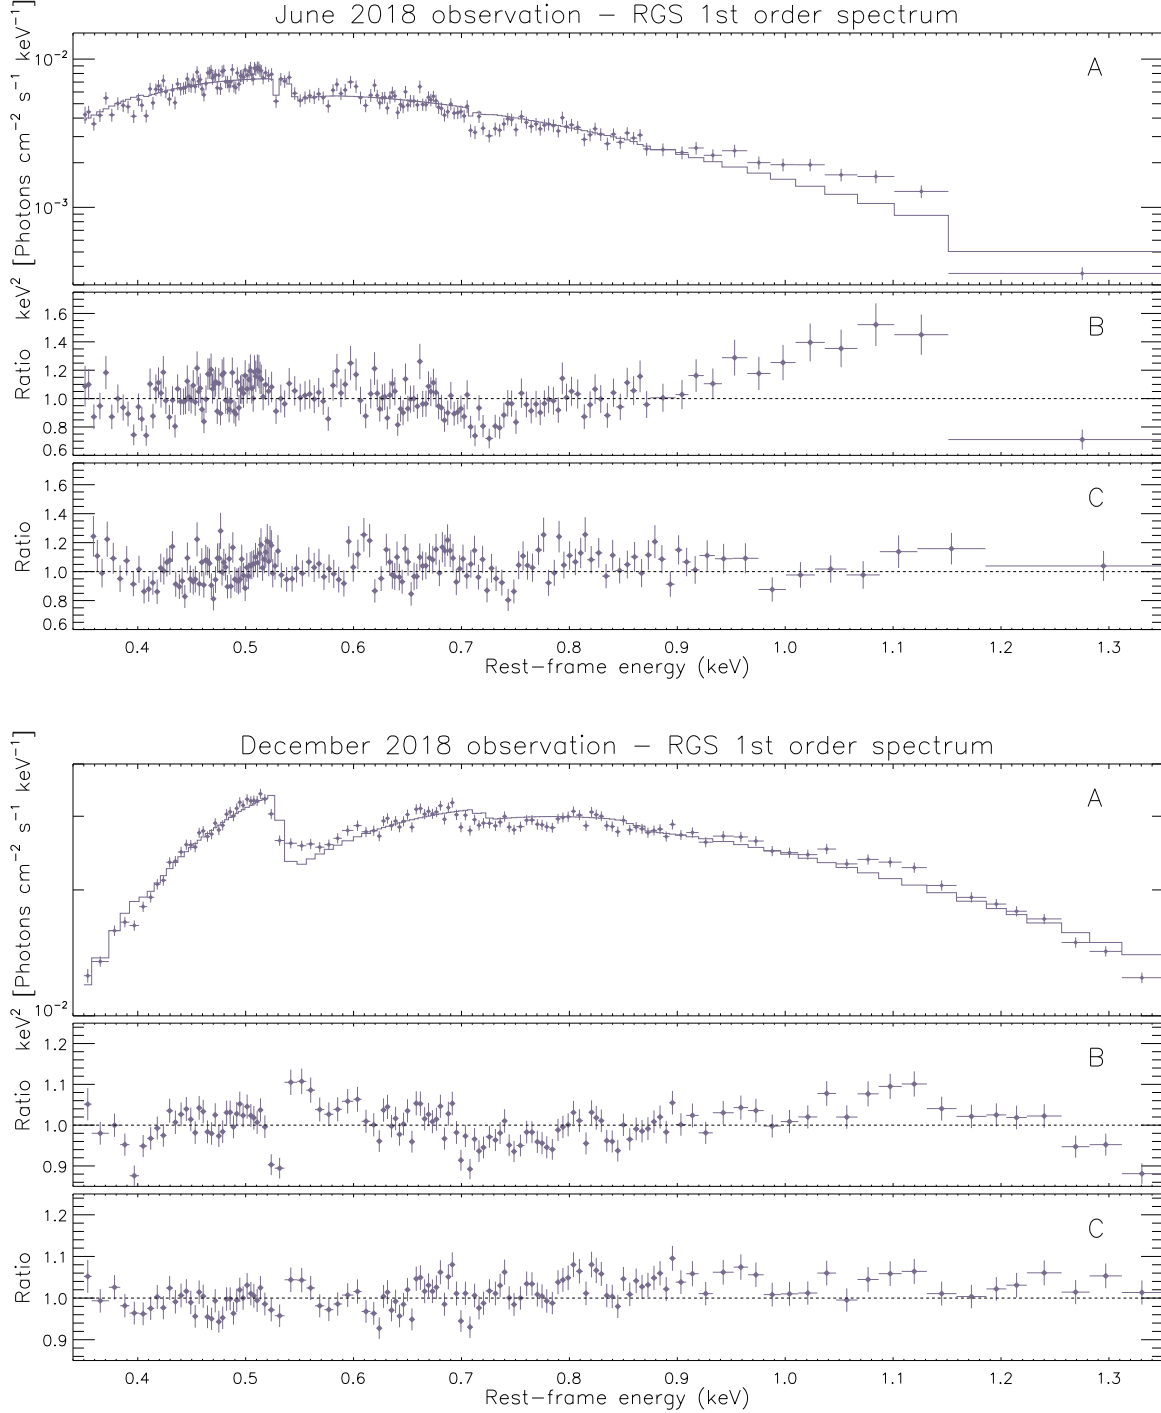 June 2018 observation − RGS 1st order spectrum
keV² [Photons cm⁻² s⁻¹ keV⁻¹]
10⁻²
10⁻³
A
Ratio
1.6
1.4
1.2
1.0
0.8
0.6
B
Ratio
1.6
1.4
1.2
1.0
0.8
0.6
C
0.4 0.5 0.6 0.7 0.8 0.9 1.0 1.1 1.2 1.3
Rest−frame energy (keV)
December 2018 observation − RGS 1st order spectrum
keV² [Photons cm⁻² s⁻¹ keV⁻¹]
10⁻²
A
Ratio
1.2
1.1
1.0
0.9
B
Ratio
1.2
1.1
1.0
0.9
C
0.4 0.5 0.6 0.7 0.8 0.9 1.0 1.1 1.2 1.3
Rest−frame energy (keV)